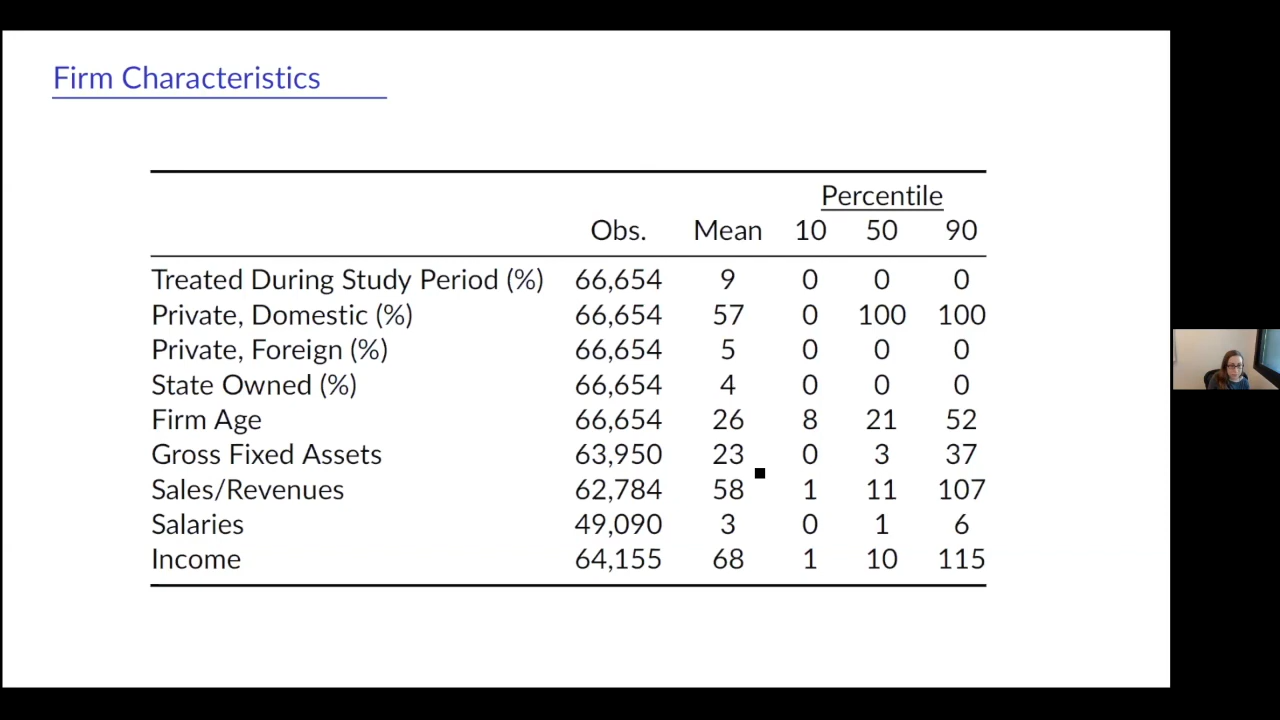 Firm Characteristics
Percentile
Obs. Mean 10 50 90
Treated During Study Period (%) 66,654 9 0 0 0
Private, Domestic (%) 66,654 57 0 100 100
Private, Foreign (%) 66,654 5 0 0 0
State Owned (%) 66,654 4 0 0 0
Firm Age 66,654 26 8 21 52
Gross Fixed Assets 63,950 23 0 3 37
Sales/Revenues 62,784 58 1 11 107
Salaries 49,090 3 0 1 6
Income 64,155 68 1 10 115